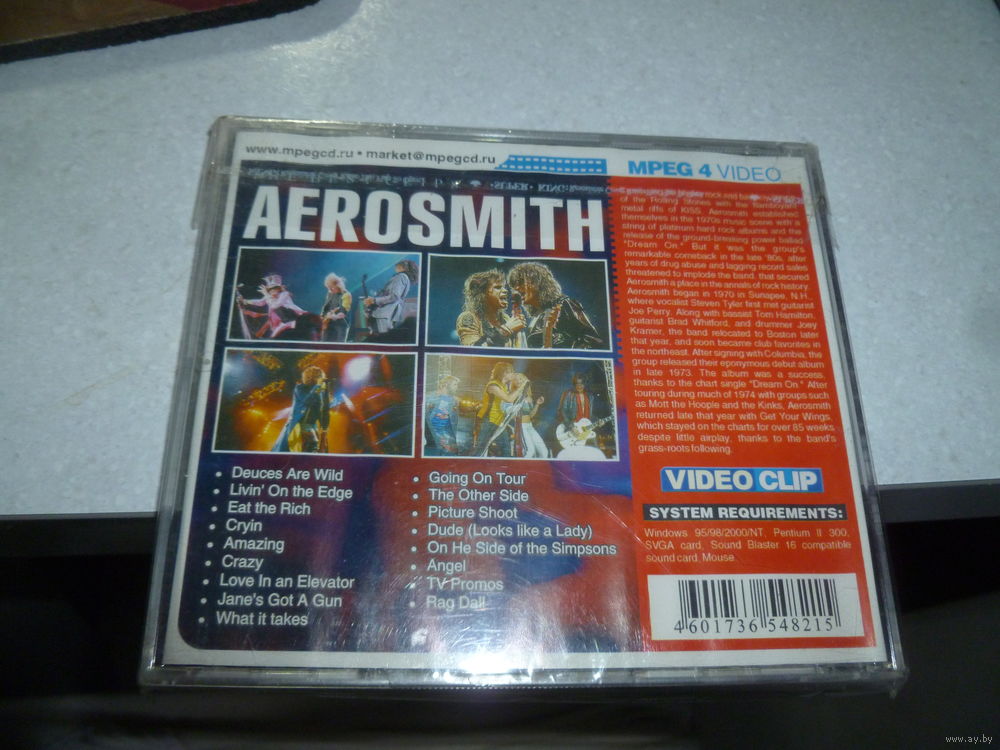 www.mpegcd.ru • market@mpegcd.ru
MPEG 4 VIDEO
AEROSMITH
of the Rolling Stones with the flamboyant
metal riffs of KISS, Aerosmith established
themselves in the 1970s music scene with a
string of platinum hard rock albums and the
release of the ground-breaking power ballad
"Dream On." But it was the group's
remarkable comeback in the late '80s, after
years of drug abuse and lagging record sales
threatened to implode the band, that secured
Aerosmith a place in the annals of rock history.
Aerosmith began in 1970 in Sunapee, N.H.,
where vocalist Steven Tyler first met guitarist
Joe Perry. Along with bassist Tom Hamilton,
guitarist Brad Whitford, and drummer Joey
Kramer, the band relocated to Boston later
that year, and soon became club favorites in
the northeast. After signing with Columbia, the
group released their eponymous debut album
in late 1973. The album was a success,
thanks to the chart single "Dream On." After
touring during much of 1974 with groups such
as Mott the Hoople and the Kinks, Aerosmith
returned late that year with Get Your Wings,
which stayed on the charts for over 85 weeks
despite little airplay, thanks to the band's
grass-roots following.
• Deuces Are Wild
• Livin' On the Edge
• Eat the Rich
• Cryin
• Amazing
• Crazy
• Love In an Elevator
• Jane's Got A Gun
• What it takes
• Going On Tour
• The Other Side
• Picture Shoot
• Dude (Looks like a Lady)
• On He Side of the Simpsons
• Angel
• TV Promos
• Rag Dall
VIDEO CLIP
SYSTEM REQUIREMENTS:
Windows 95/98/2000/NT, Pentium II 300,
SVGA card, Sound Blaster 16 compatible
sound card, Mouse.
4 601736 548215
www.ay.by